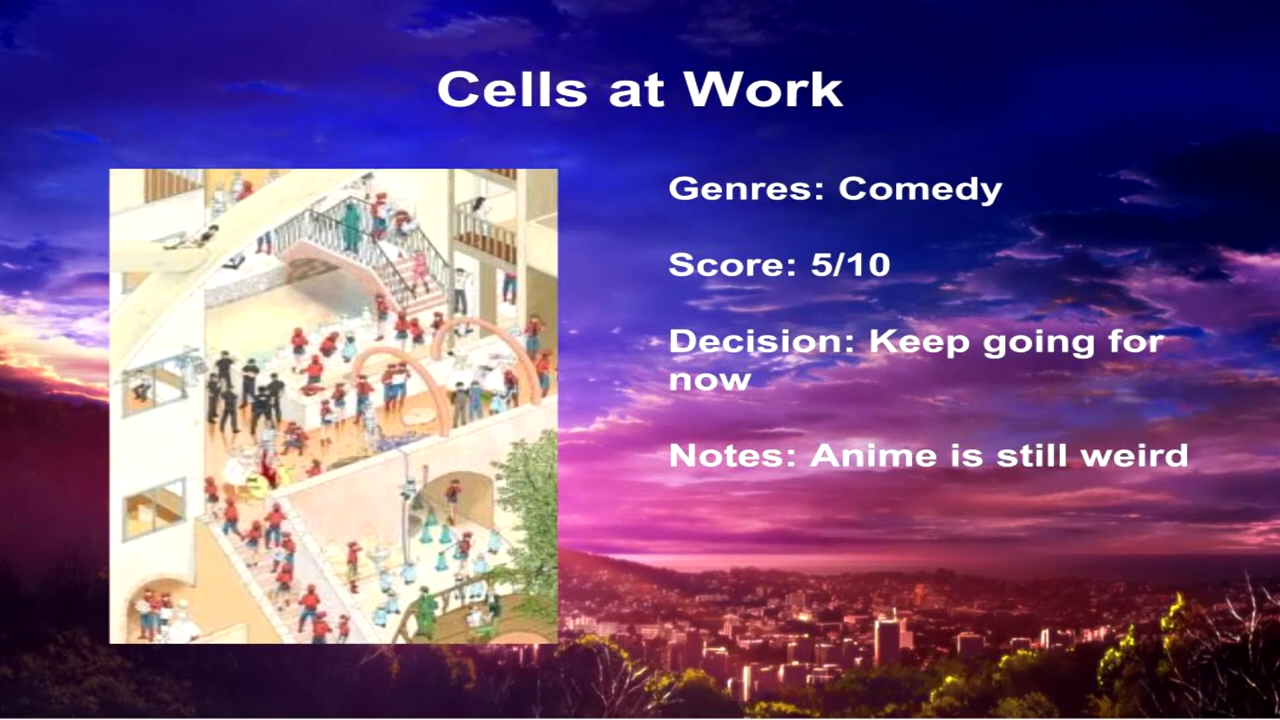 Cells at Work
Genres: Comedy
Score: 5/10
Decision: Keep going for
now
Notes: Anime is still weird